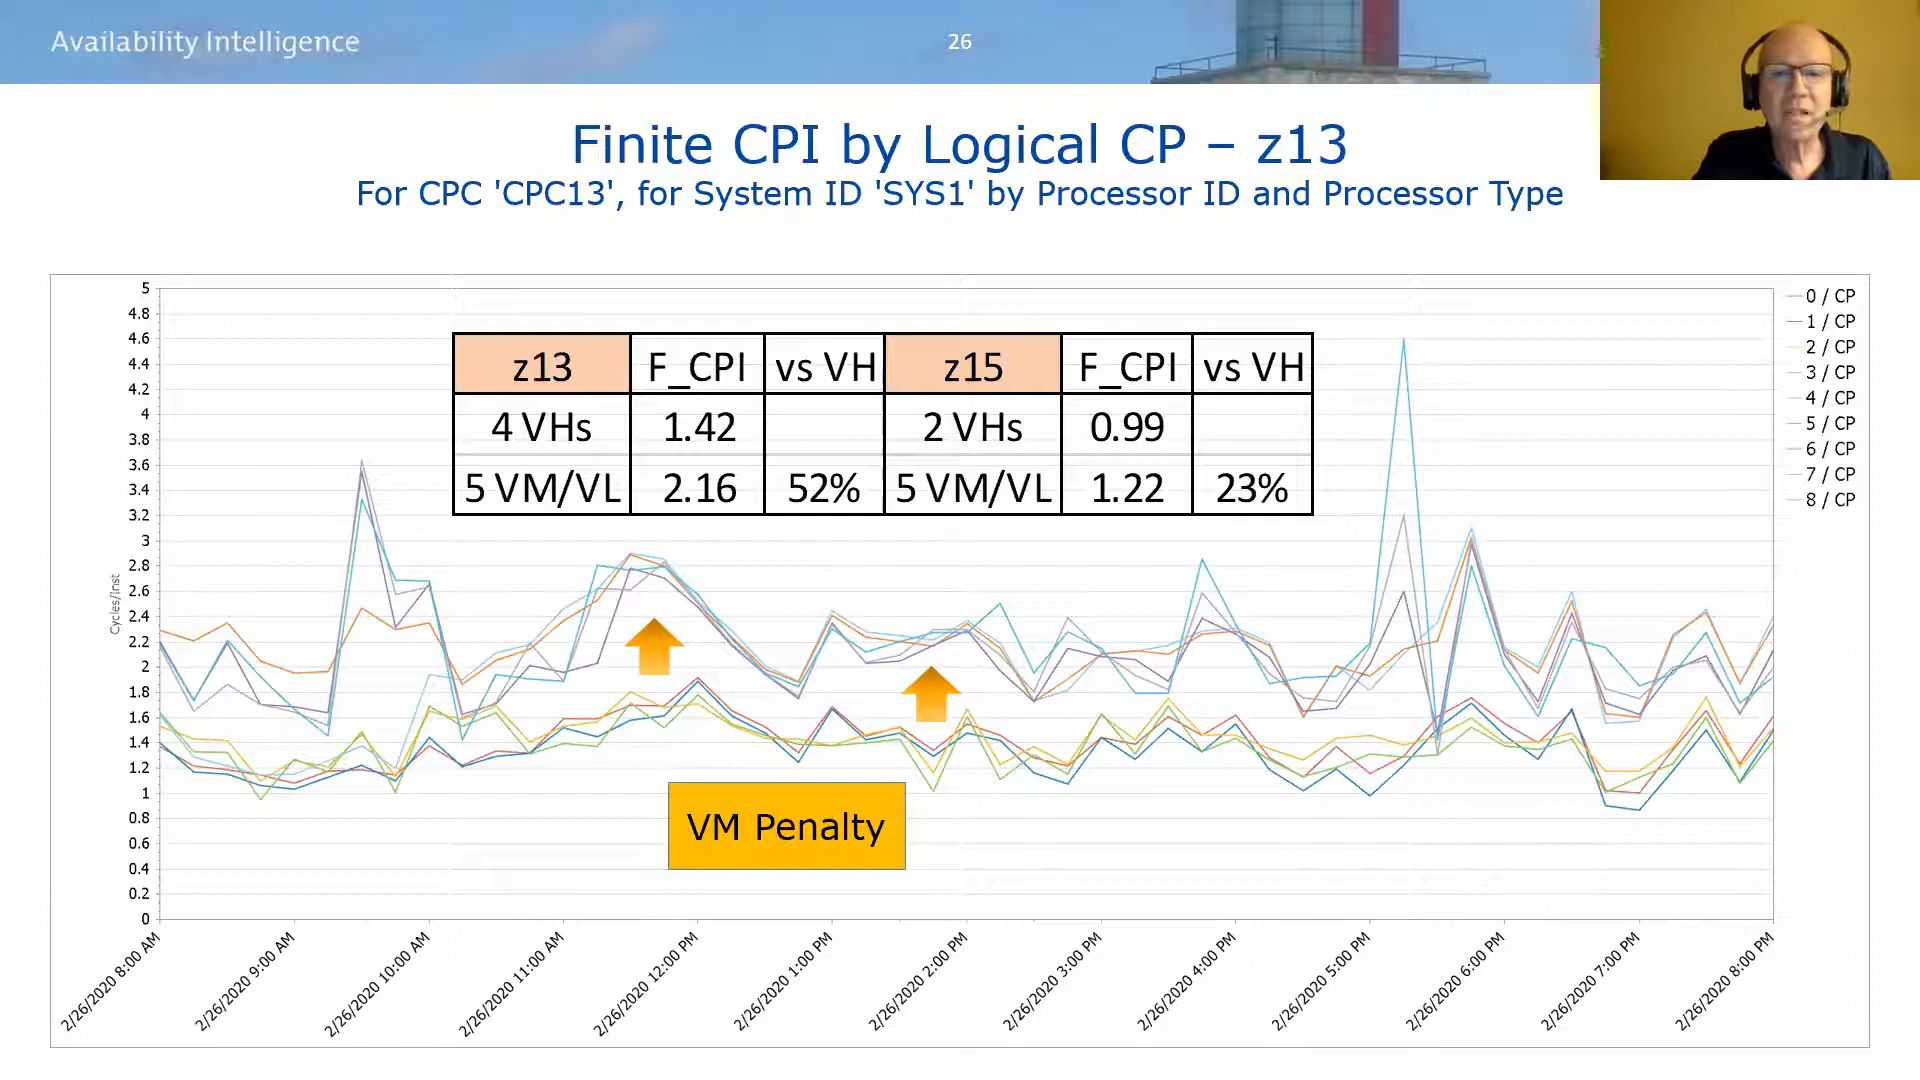 Availability Intelligence
26
Finite CPI by Logical CP – z13
For CPC 'CPC13', for System ID 'SYS1' by Processor ID and Processor Type
z13 F_CPI vs VH z15 F_CPI vs VH
4 VHs 1.42 2 VHs 0.99
5 VM/VL 2.16 52% 5 VM/VL 1.22 23%
VM Penalty
Cycles/Inst
5
4.8
4.6
4.4
4.2
4
3.8
3.6
3.4
3.2
3
2.8
2.6
2.4
2.2
2
1.8
1.6
1.4
1.2
1
0.8
0.6
0.4
0.2
0
2/26/2020 8:00 AM
2/26/2020 9:00 AM
2/26/2020 10:00 AM
2/26/2020 11:00 AM
2/26/2020 12:00 PM
2/26/2020 1:00 PM
2/26/2020 2:00 PM
2/26/2020 3:00 PM
2/26/2020 4:00 PM
2/26/2020 5:00 PM
2/26/2020 6:00 PM
2/26/2020 7:00 PM
2/26/2020 8:00 PM
0 / CP
1 / CP
2 / CP
3 / CP
4 / CP
5 / CP
6 / CP
7 / CP
8 / CP